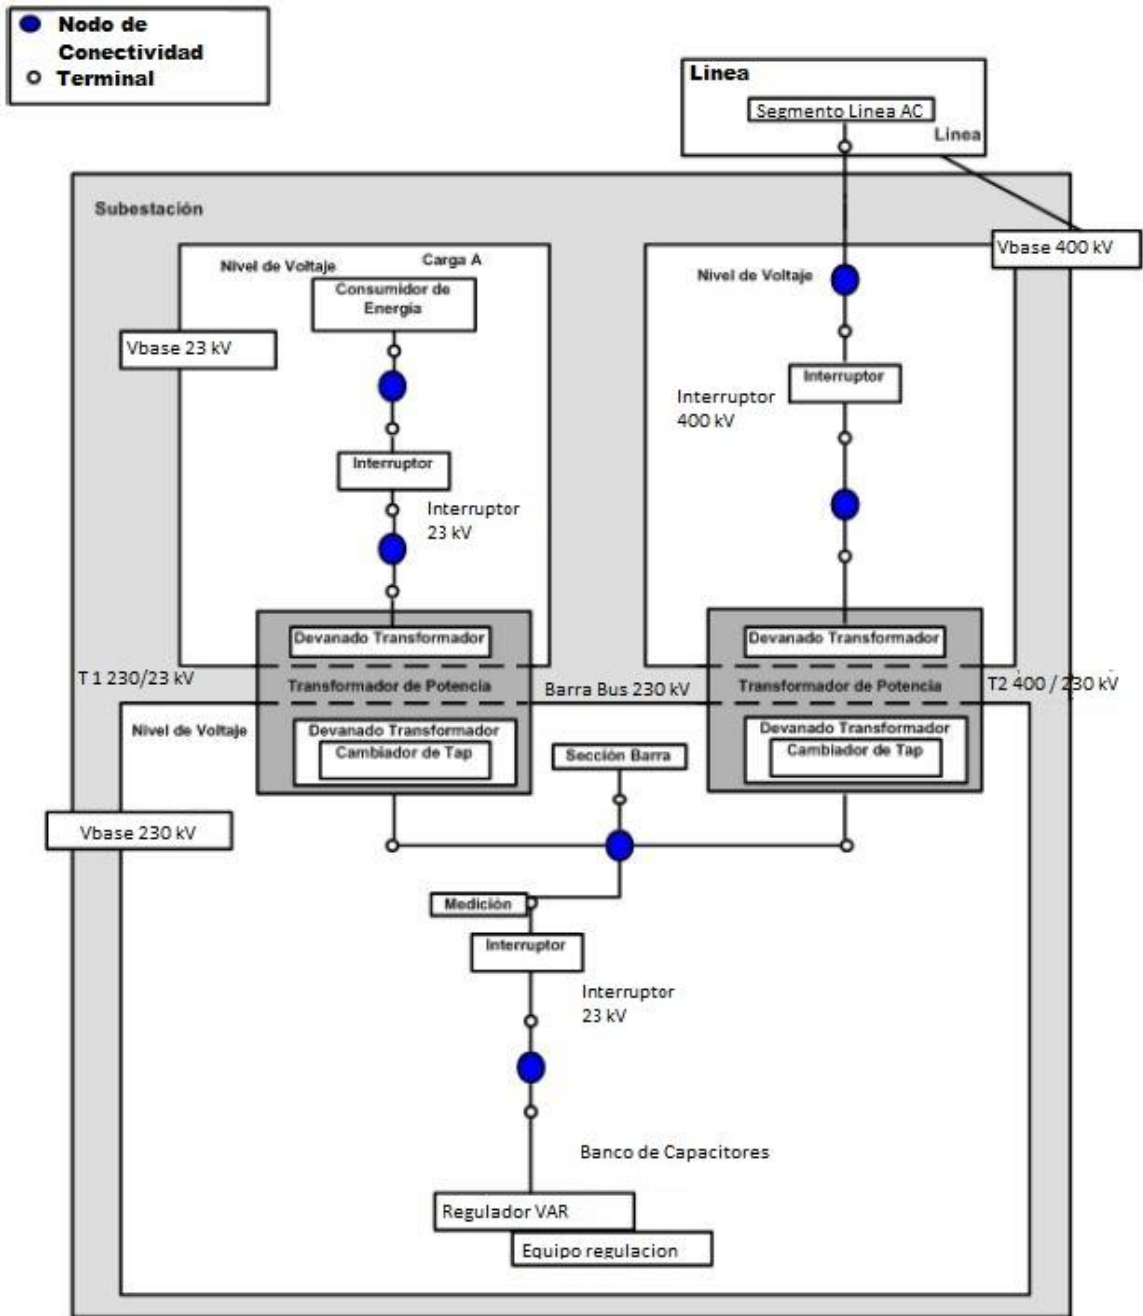 Nodo de
Conectividad
Terminal
Linea
Segmento Linea AC
Linea
Subestación
Vbase 400 kV
Nivel de Voltaje
Carga A
Consumidor de
Energía
Vbase 23 kV
Interruptor
Interruptor
23 kV
Nivel de Voltaje
Interruptor
Interruptor
400 kV
Devanado Transformador
Devanado Transformador
T 1 230/23 kV
Transformador de Potencia
Barra Bus 230 kV
Transformador de Potencia
T2 400 / 230 kV
Nivel de Voltaje
Devanado Transformador
Cambiador de Tap
Sección Barra
Devanado Transformador
Cambiador de Tap
Vbase 230 kV
Medición
Interruptor
Interruptor
23 kV
Banco de Capacitores
Regulador VAR
Equipo regulacion